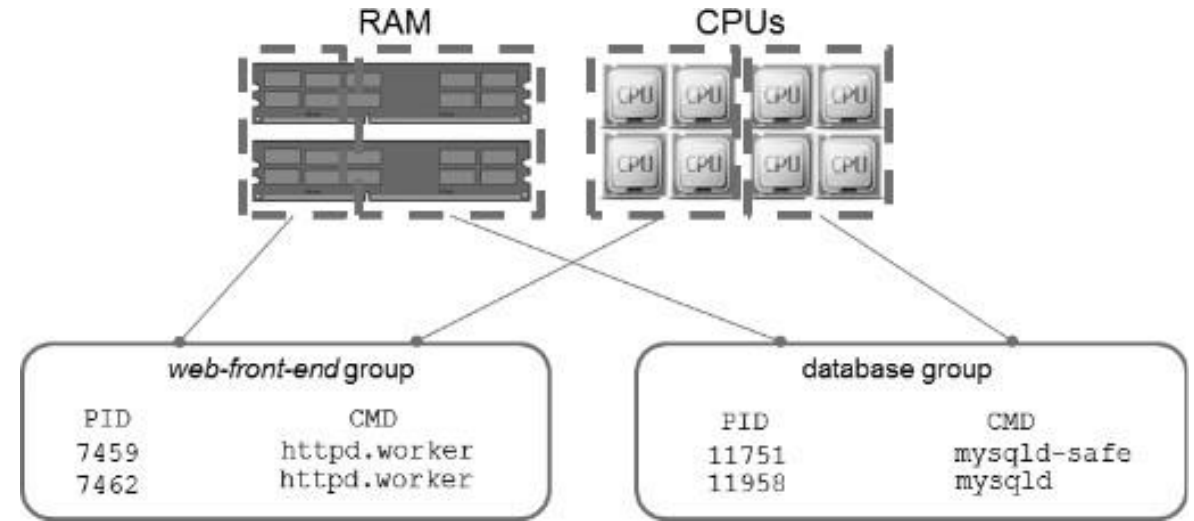 RAM CPUs
CPU CPU CPU CPU
CPU CPU CPU CPU
web-front-end group
PID CMD
7459 httpd.worker
7462 httpd.worker
database group
PID CMD
11751 mysqld-safe
11958 mysqld